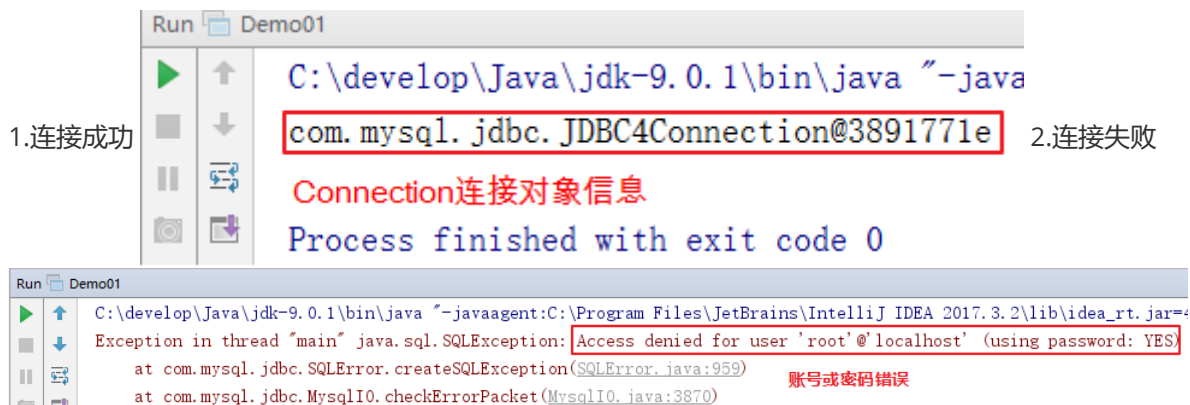 Run Demo01
C:\develop\Java\jdk-9.0.1\bin\java "-java
1.连接成功
com.mysql.jdbc.JDBC4Connection@3891771e
2.连接失败
Connection连接对象信息
Process finished with exit code 0
Run Demo01
C:\develop\Java\jdk-9.0.1\bin\java "-javaagent:C:\Program Files\JetBrains\IntelliJ IDEA 2017.3.2\lib\idea_rt.jar=4
Exception in thread "main" java.sql.SQLException: Access denied for user 'root'@'localhost' (using password: YES)
at com.mysql.jdbc.SQLError.createSQLException(SQLError.java:959)
账号或密码错误
at com.mysql.jdbc.MysqlIO.checkErrorPacket(MysqlIO.java:3870)